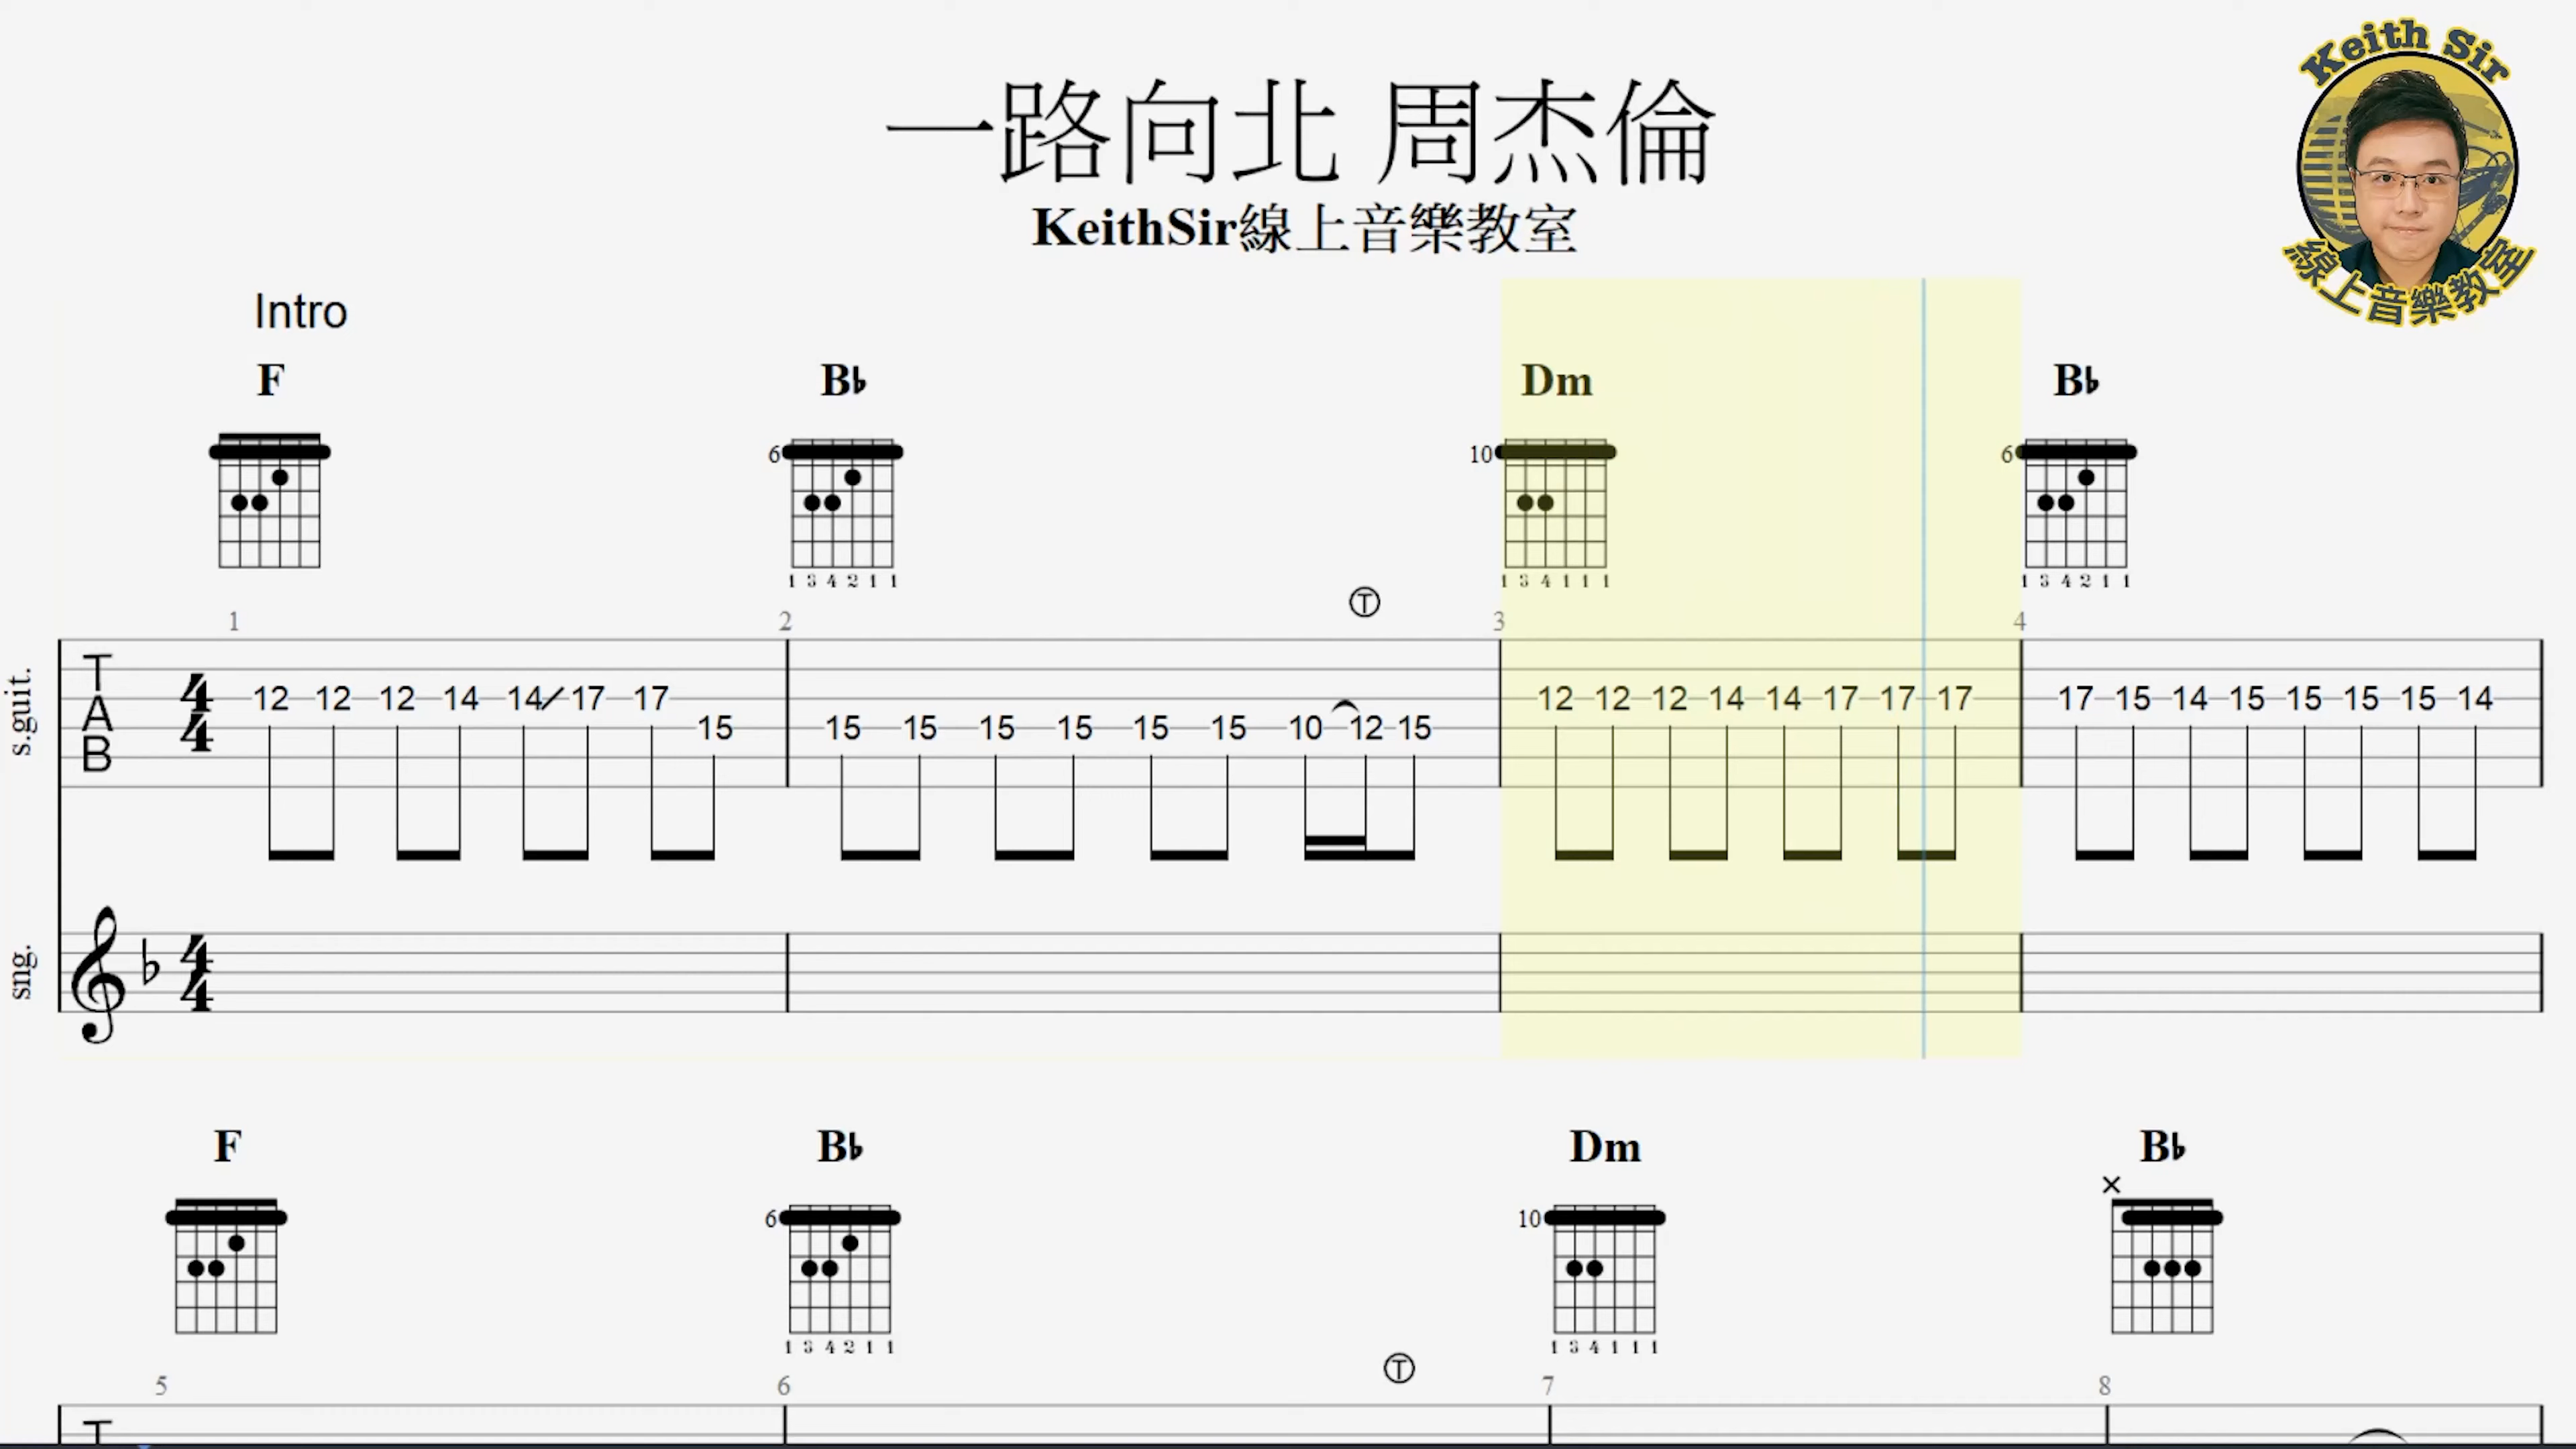 一路向北 周杰倫
KeithSir線上音樂教室
Keith Sir
線上音樂教室
Intro
F B♭ Dm B♭
6 10 6
1 3 4 2 1 1 1 3 4 1 1 1 1 3 4 2 1 1
T
1 2 3 4
s.guit.
TAB
4/4
12 12 12 14 14/17 17 15
15 15 15 15 15 15 10 12 15
12 12 12 14 14 17 17 17
17 15 14 15 15 15 15 14
sng.
4/4
F B♭ Dm B♭
×
6 10
1 3 4 2 1 1 1 3 4 1 1 1
T
5 6 7 8
T